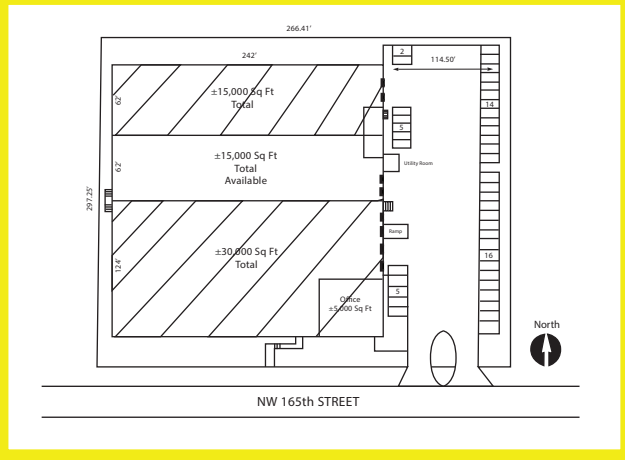 266.41'
242'
2
114.50'
62'
±15,000 Sq Ft
Total
14
5
62'
±15,000 Sq Ft
Total
Available
Utility Room
297.25'
Ramp
124'
±30,000 Sq Ft
Total
16
5
Office
±5,000 Sq Ft
North
NW 165th STREET